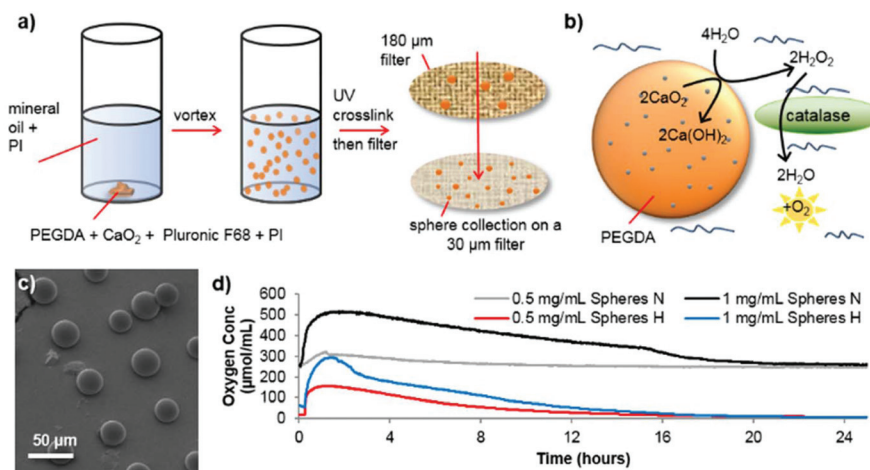 a)
mineral
oil +
PI
vortex
PEGDA + CaO₂ + Pluronic F68 + PI
UV
crosslink
then filter
180 µm
filter
sphere collection on a
30 µm filter
b)
4H₂O
2H₂O₂
2CaO₂
2Ca(OH)₂
catalase
2H₂O
+O₂
PEGDA
c)
50 µm
d)
0.5 mg/mL Spheres N
1 mg/mL Spheres N
0.5 mg/mL Spheres H
1 mg/mL Spheres H
Oxygen Conc
(µmol/mL)
600
500
400
300
200
100
0
0 4 8 12 16 20 24
Time (hours)